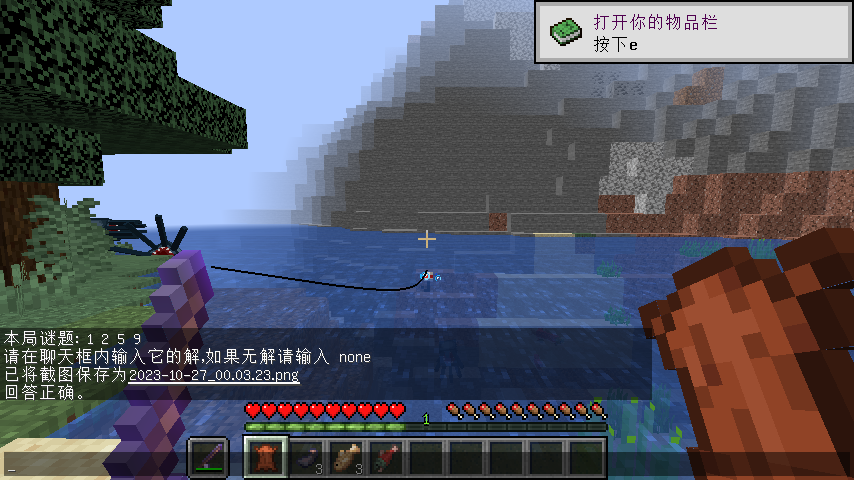 打开你的物品栏
按下e
本局谜题: 1 2 5 9
请在聊天框内输入它的解,如果无解请输入 none
已将截图保存为2023-10-27_00.03.23.png
回答正确。
1
3
3
_